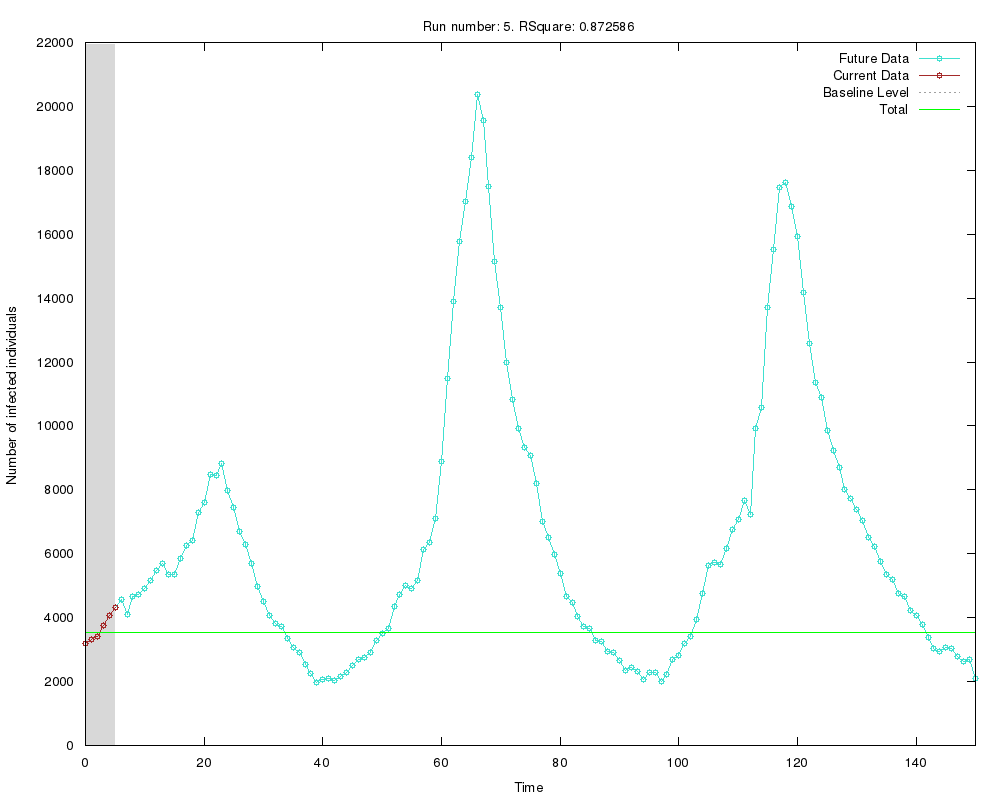 Run number: 5. RSquare: 0.872586
Future Data
Current Data
Baseline Level
Total
Number of infected individuals
22000
20000
18000
16000
14000
12000
10000
8000
6000
4000
2000
0
0 20 40 60 80 100 120 140
Time